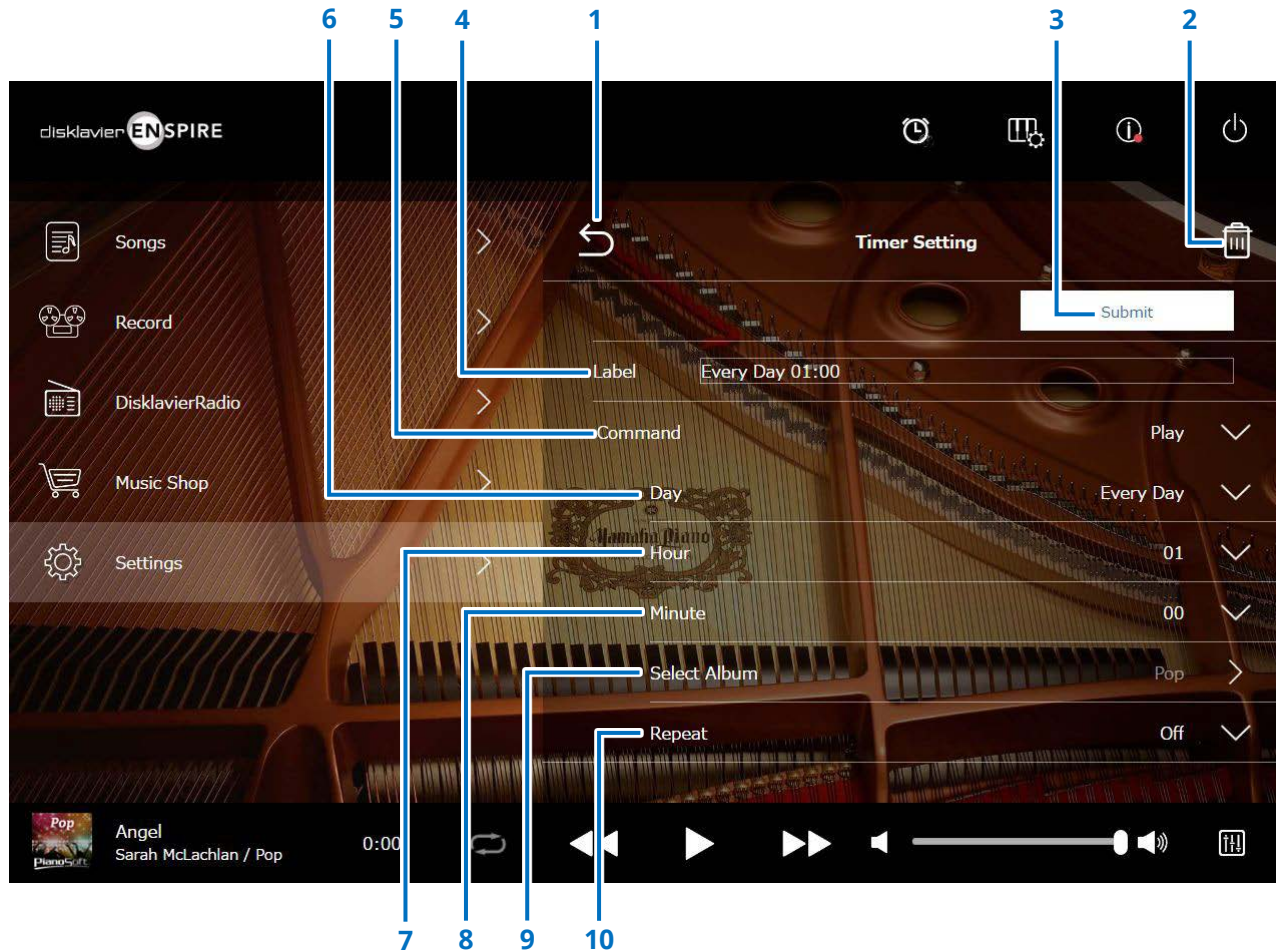 6 5 4 1 3 2
disklavier ENSPIRE
Songs
Timer Setting
Record
Submit
Label Every Day 01:00
DisklavierRadio
Command Play
Music Shop
Day Every Day
Yamaha Piano
Settings
Hour 01
Minute 00
Select Album Pop
Repeat Off
Pop
PianoSoft
Angel
Sarah McLachlan / Pop
0:00
7 8 9 10